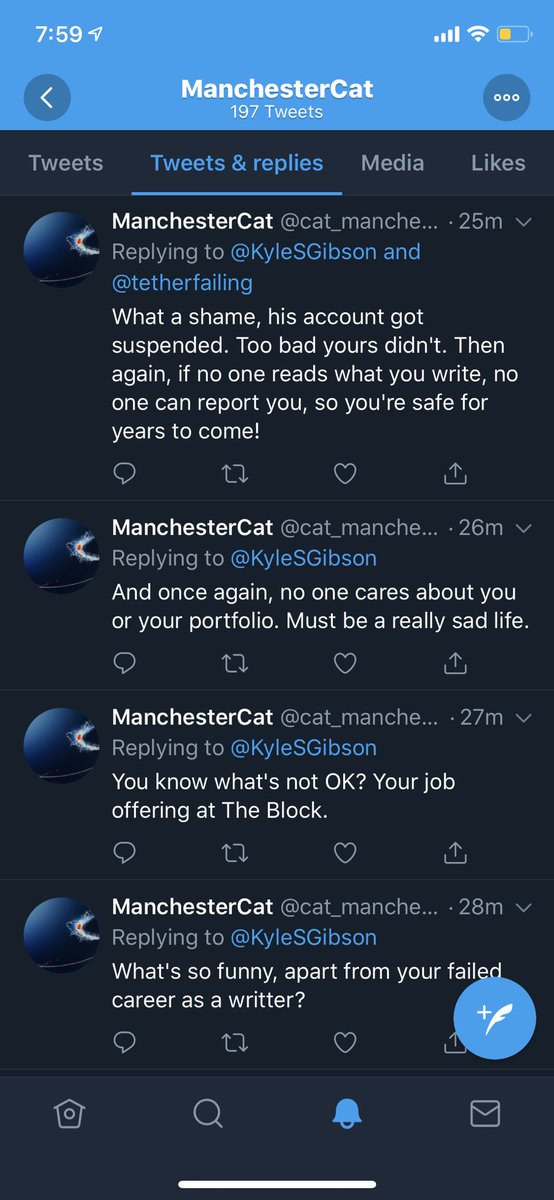 7:59
ManchesterCat
197 Tweets
Tweets Tweets & replies Media Likes
ManchesterCat @cat_manche... · 25m
Replying to @KyleSGibson and
@tetherfailing
What a shame, his account got
suspended. Too bad yours didn't. Then
again, if no one reads what you write, no
one can report you, so you're safe for
years to come!
ManchesterCat @cat_manche... · 26m
Replying to @KyleSGibson
And once again, no one cares about you
or your portfolio. Must be a really sad life.
ManchesterCat @cat_manche... · 27m
Replying to @KyleSGibson
You know what's not OK? Your job
offering at The Block.
ManchesterCat @cat_manche... · 28m
Replying to @KyleSGibson
What's so funny, apart from your failed
career as a writter?